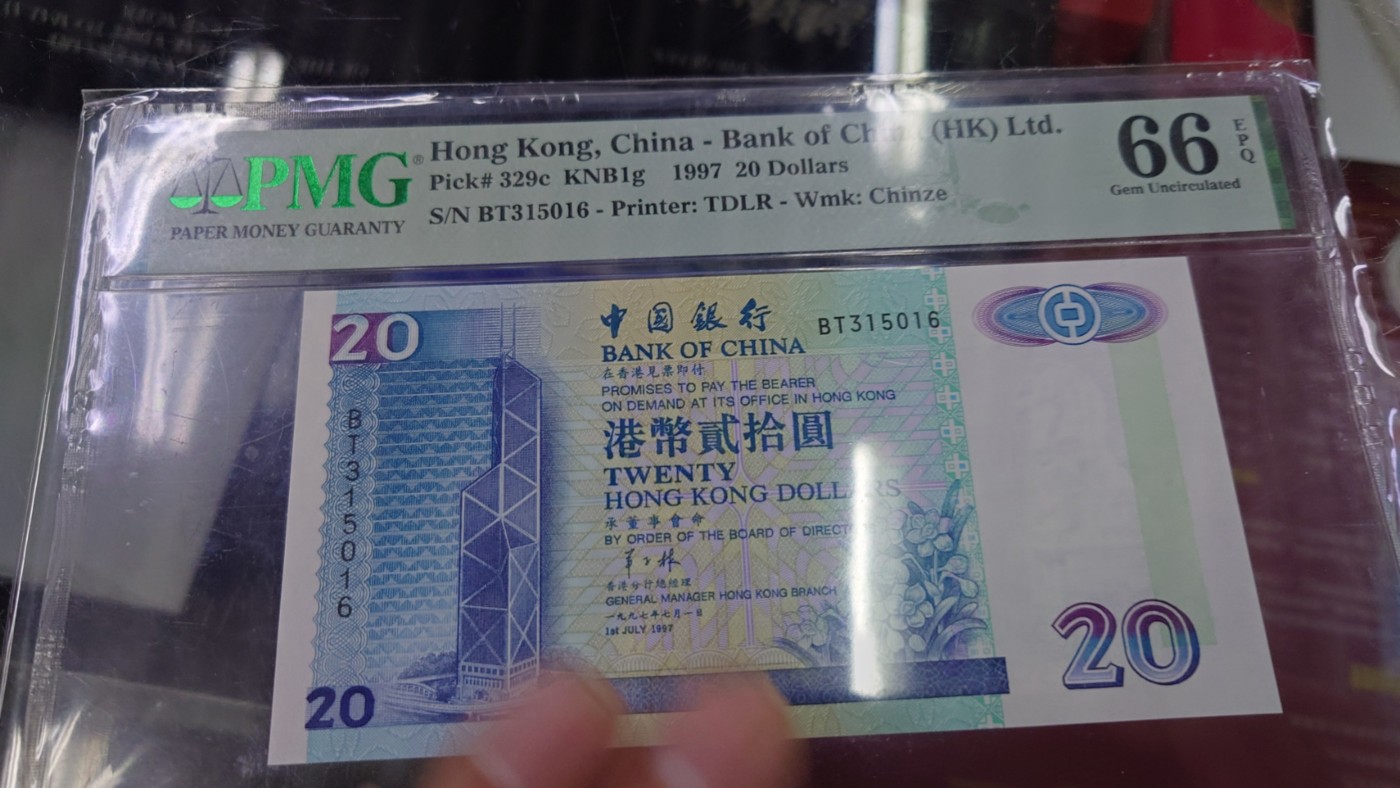 PMG®
PAPER MONEY GUARANTY
Hong Kong, China - Bank of Ch (HK) Ltd.
Pick# 329c KNB1g 1997 20 Dollars
S/N BT315016 - Printer: TDLR - Wmk: Chinze
66
EPQ
Gem Uncirculated
20
中國銀行
BT315016
BANK OF CHINA
在香港見票即付
PROMISES TO PAY THE BEARER
ON DEMAND AT ITS OFFICE IN HONG KONG
港幣貳拾圓
TWENTY
HONG KONG DOLLARS
承董事會命
BY ORDER OF THE BOARD OF DIRECT
香港分行總經理
GENERAL MANAGER HONG KONG BRANCH
一九九七年七月一日
1st JULY 1997
BT315016
20
20